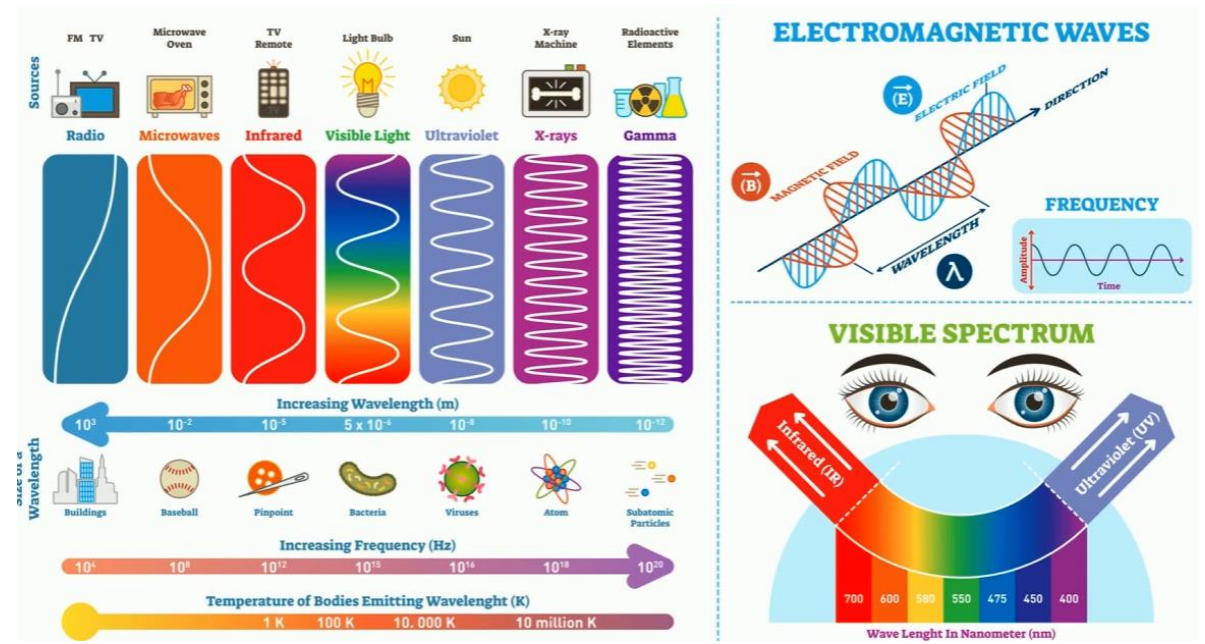 Sources
FM TV
Microwave
Oven
TV
Remote
Light Bulb
Sun
X-ray
Machine
Radioactive
Elements
TV
Radio
Microwaves
Infrared
Visible Light
Ultraviolet
X-rays
Gamma
Increasing Wavelength (m)
10³ 10⁻² 10⁻⁵ 5 x 10⁻⁶ 10⁻⁸ 10⁻¹⁰ 10⁻¹²
Wavelength
Buildings
Baseball
Pinpoint
Bacteria
Viruses
Atom
Subatomic
Particles
Increasing Frequency (Hz)
10⁴ 10⁸ 10¹² 10¹⁵ 10¹⁶ 10¹⁸ 10²⁰
Temperature of Bodies Emitting Wavelenght (K)
1 K 100 K 10. 000 K 10 million K
ELECTROMAGNETIC WAVES
(E)
ELECTRIC FIELD
DIRECTION
(B)
MAGNETIC FIELD
WAVELENGTH
λ
FREQUENCY
Amplitude
Time
VISIBLE SPECTRUM
Infrared (IR)
Ultraviolet (UV)
700 600 580 550 475 450 400
Wave Lenght In Nanometer (nm)